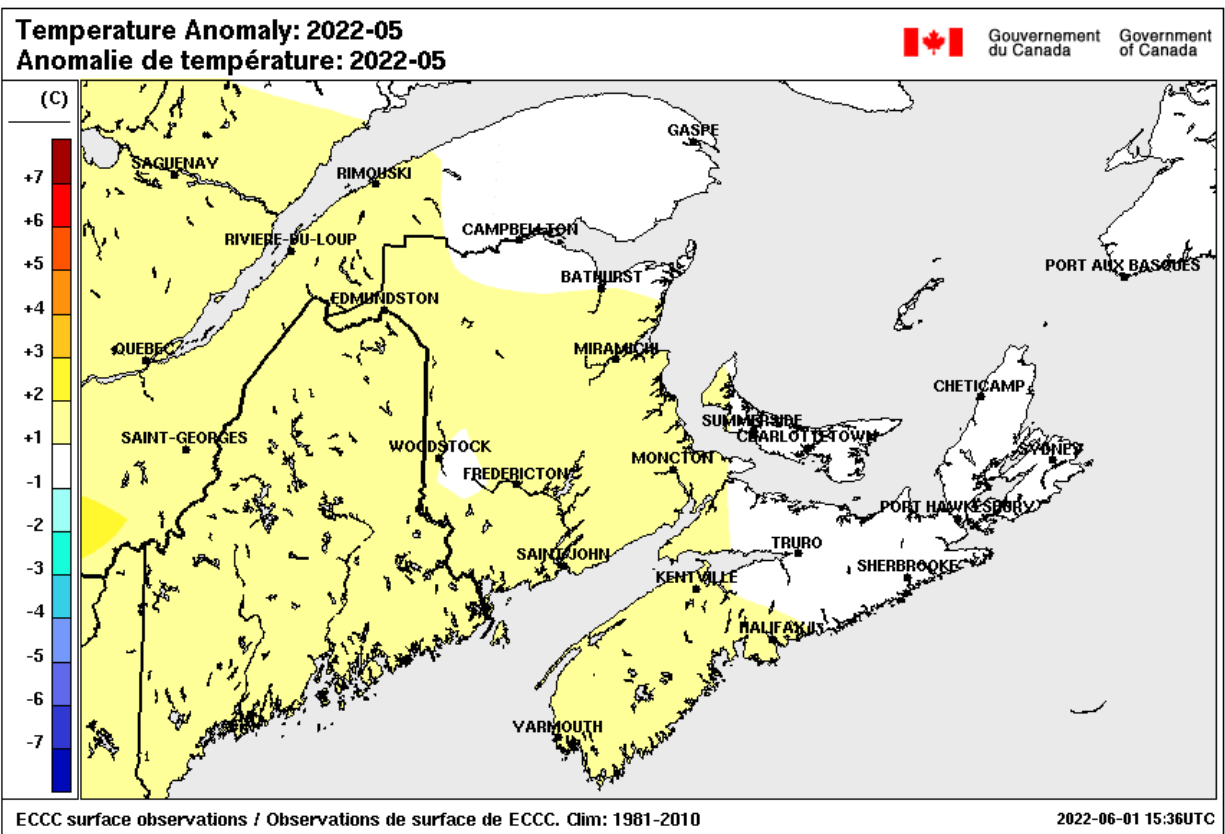 Temperature Anomaly: 2022-05
Anomalie de température: 2022-05
Gouvernement du Canada
Government of Canada
(C)
+7
+6
+5
+4
+3
+2
+1
-1
-2
-3
-4
-5
-6
-7
GASPE
SAGUENAY
RIMOUSKI
CAMPBELLTON
RIVIERE-DU-LOUP
PORT AUX BASQUES
BATHURST
EDMUNDSTON
QUEBEC
MIRAMICHI
CHETICAMP
SUMMERSIDE
CHARLOTTETOWN
SAINT-GEORGES
WOODSTOCK
SYDNEY
MONCTON
FREDERICTON
PORT HAWKESBURY
TRURO
SAINT JOHN
SHERBROOKE
KENTVILLE
HALIFAX
YARMOUTH
ECCC surface observations / Observations de surface de ECCC. Clim: 1981-2010
2022-06-01 15:36UTC